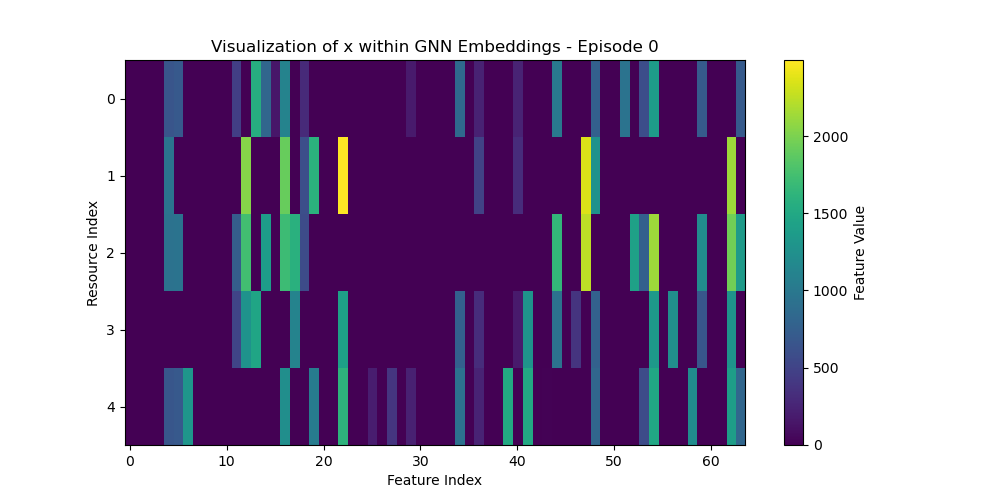 Visualization of x within GNN Embeddings - Episode 0
Resource Index
0
1
2
3
4
0 10 20 30 40 50 60
Feature Index
2000
1500
1000
500
0
Feature Value